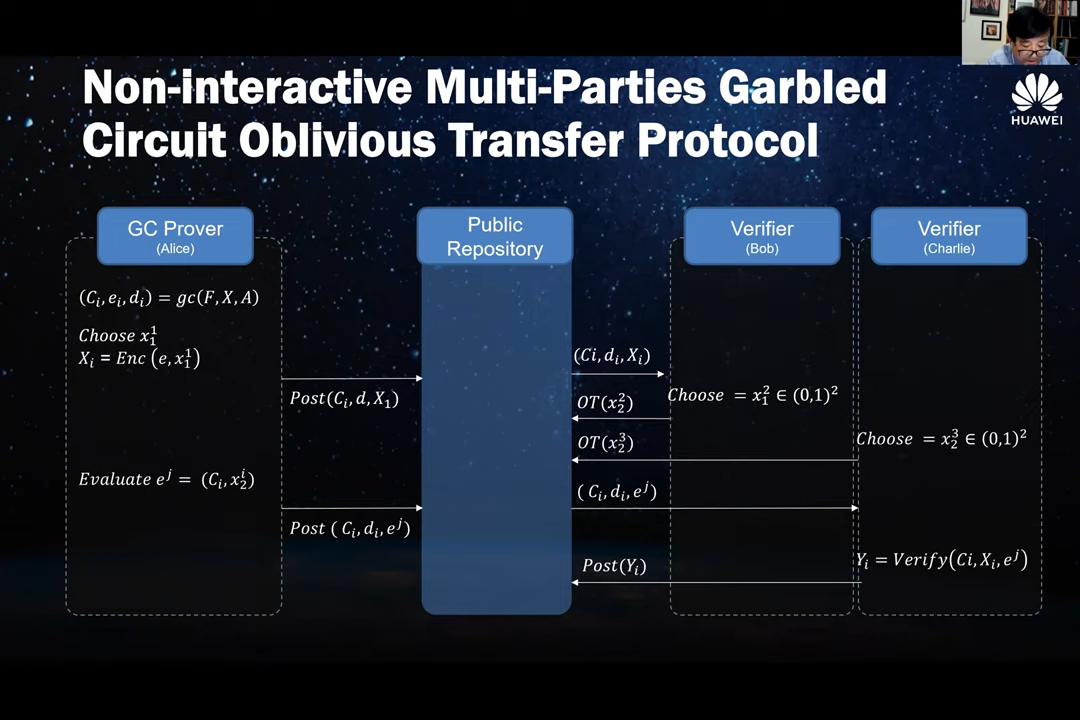 Non-interactive Multi-Parties Garbled
Circuit Oblivious Transfer Protocol
HUAWEI
GC Prover
(Alice)
Public
Repository
Verifier
(Bob)
Verifier
(Charlie)
(C_i, e_i, d_i) = gc(F, X, A)
Choose x_1^1
X_i = Enc (e, x_1^1)
Post(C_i, d, X_1)
(Ci, d_i, X_i)
Choose = x_1^2 ∈ (0,1)^2
OT(x_2^2)
Choose = x_2^3 ∈ (0,1)^2
OT(x_2^3)
Evaluate e^j = (C_i, x_2^i)
( C_i, d_i, e^j)
Post ( C_i, d_i, e^j)
Y_i = Verify(Ci, X_i, e^j)
Post(Y_i)